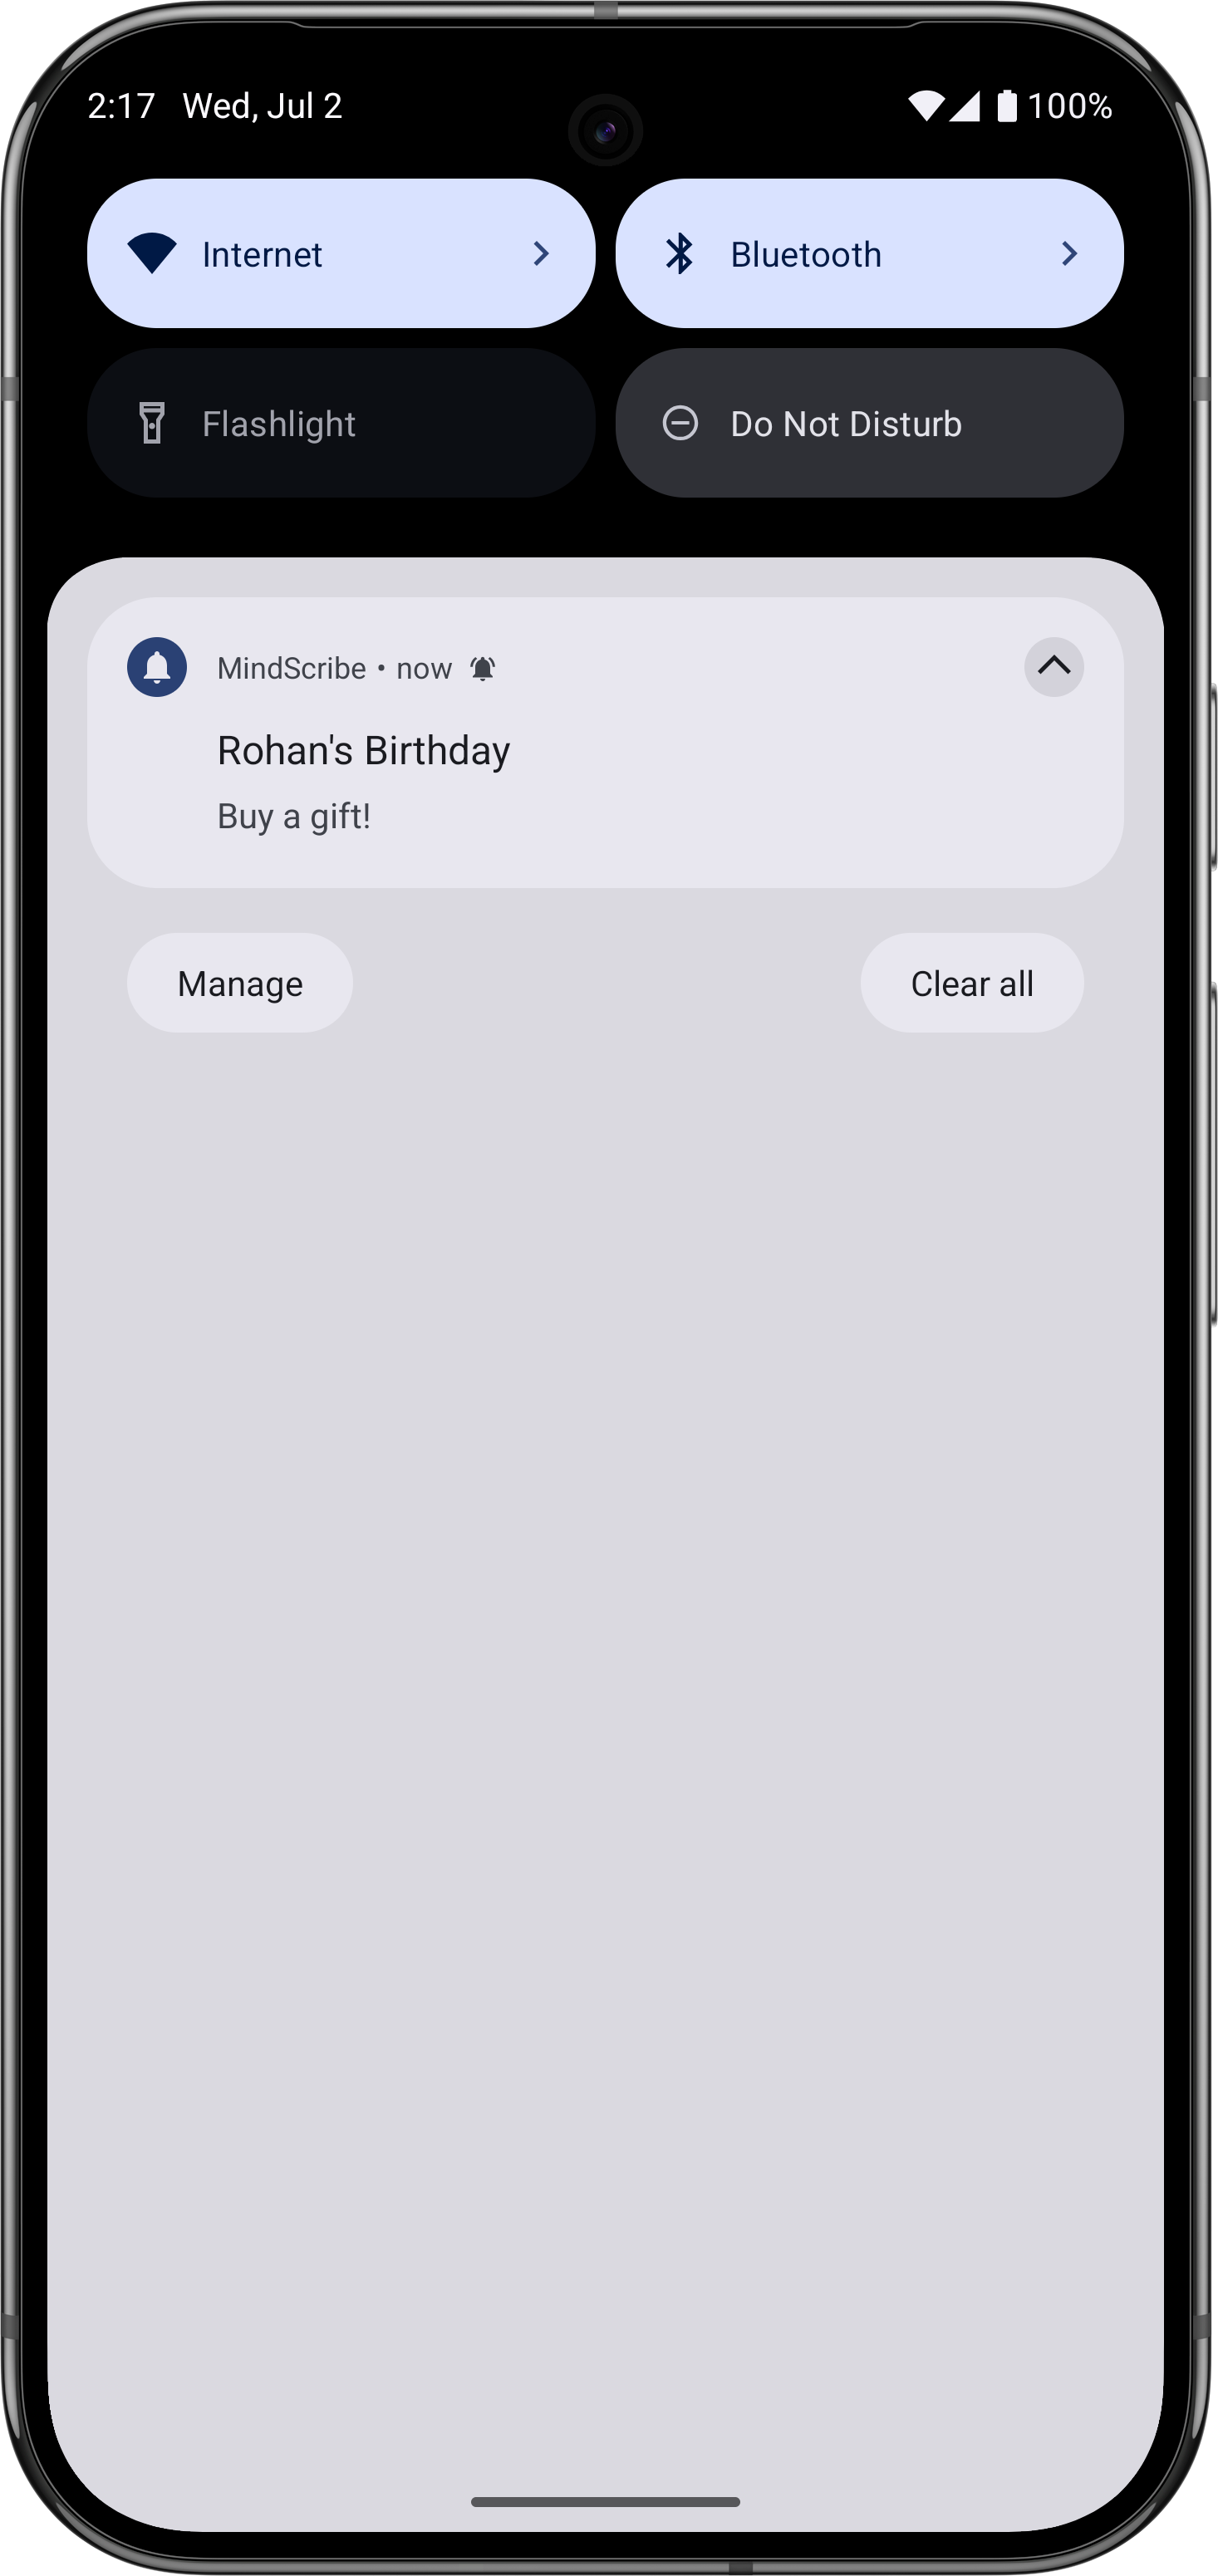 2:17 Wed, Jul 2 100%
Internet Bluetooth
Flashlight Do Not Disturb
MindScribe • now
Rohan's Birthday
Buy a gift!
Manage Clear all